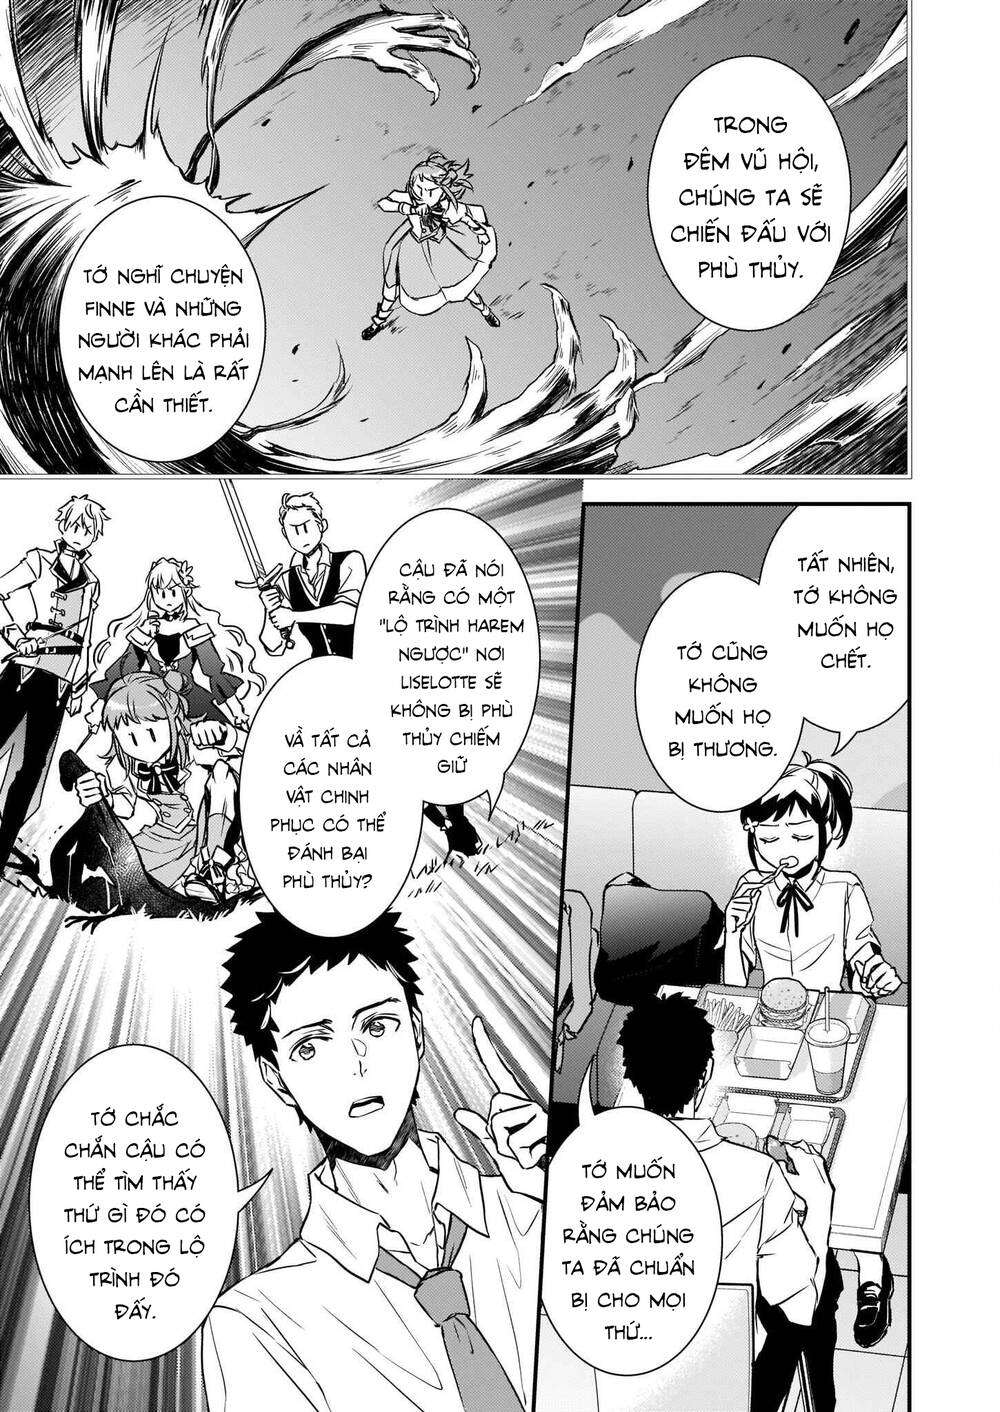 TRONG
ĐÊM VŨ HỘI,
CHÚNG TA SẼ
CHIẾN ĐẤU VỚI
PHÙ THỦY.
TỚ NGHĨ CHUYỆN
FINNE VÀ NHỮNG
NGƯỜI KHÁC PHẢI
MẠNH LÊN LÀ RẤT
CẦN THIẾT.
TẤT NHIÊN,
TỚ KHÔNG
MUỐN HỌ
CHẾT.
TỚ CŨNG
KHÔNG
MUỐN HỌ
BỊ THƯƠNG.
TỚ MUỐN
ĐẢM BẢO
RẰNG CHÚNG
TA ĐÃ CHUẨN
BỊ CHO MỌI
THỨ...
CẬU ĐÃ NÓI
RẰNG CÓ MỘT
"LỘ TRÌNH HAREM
NGƯỢC" NƠI
LISELOTTE SẼ
KHÔNG BỊ PHÙ
THỦY CHIẾM
GIỮ
VÀ TẤT CẢ
CÁC NHÂN
VẬT CHINH
PHỤC CÓ THỂ
ĐÁNH BẠI
PHÙ THỦY?
TỚ CHẮC
CHẮN CẬU CÓ
THỂ TÌM THẤY
THỨ GÌ ĐÓ CÓ
ÍCH TRONG LỘ
TRÌNH ĐÓ
ĐẤY.